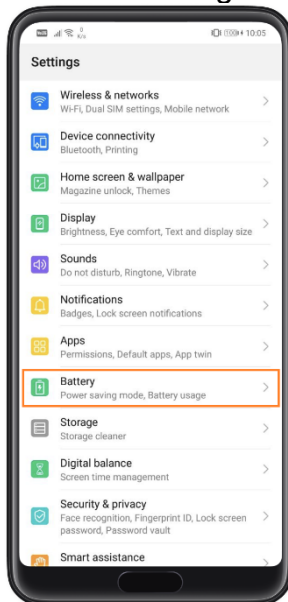 0
K/s
100 10:05
Settings
Wireless & networks
Wi-Fi, Dual SIM settings, Mobile network
Device connectivity
Bluetooth, Printing
Home screen & wallpaper
Magazine unlock, Themes
Display
Brightness, Eye comfort, Text and display size
Sounds
Do not disturb, Ringtone, Vibrate
Notifications
Badges, Lock screen notifications
Apps
Permissions, Default apps, App twin
Battery
Power saving mode, Battery usage
Storage
Storage cleaner
Digital balance
Screen time management
Security & privacy
Face recognition, Fingerprint ID, Lock screen
password, Password vault
Smart assistance